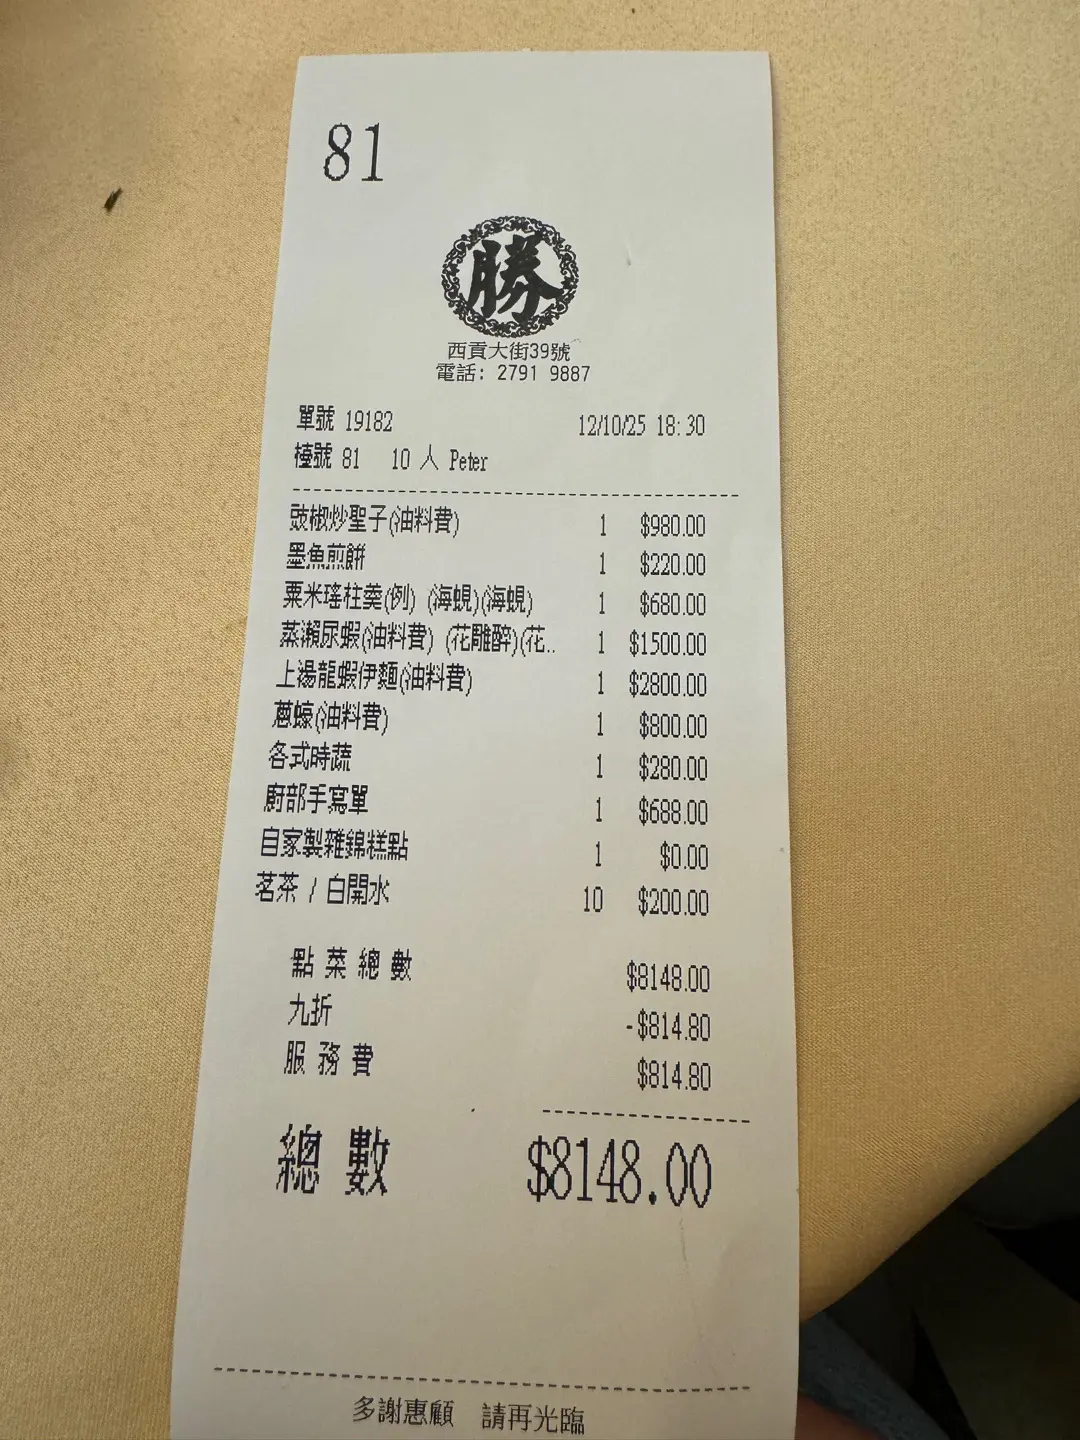 81
勝
西貢大街39號
電話: 2791 9887
單號 19182 12/10/25 18:30
檯號 81 10 人 Peter
豉椒炒聖子(油料費) 1 $980.00
墨魚煎餅 1 $220.00
粟米瑤柱羹(例) (海蜆)(海蜆) 1 $680.00
蒸瀨尿蝦(油料費) (花雕醉)(花.. 1 $1500.00
上湯龍蝦伊麵(油料費) 1 $2800.00
蔥蠔(油料費) 1 $800.00
各式時蔬 1 $280.00
廚部手寫單 1 $688.00
自家製雜錦糕點 1 $0.00
茗茶 / 白開水 10 $200.00
點菜總數 $8148.00
九折 -$814.80
服務費 $814.80
總數 $8148.00
多謝惠顧 請再光臨